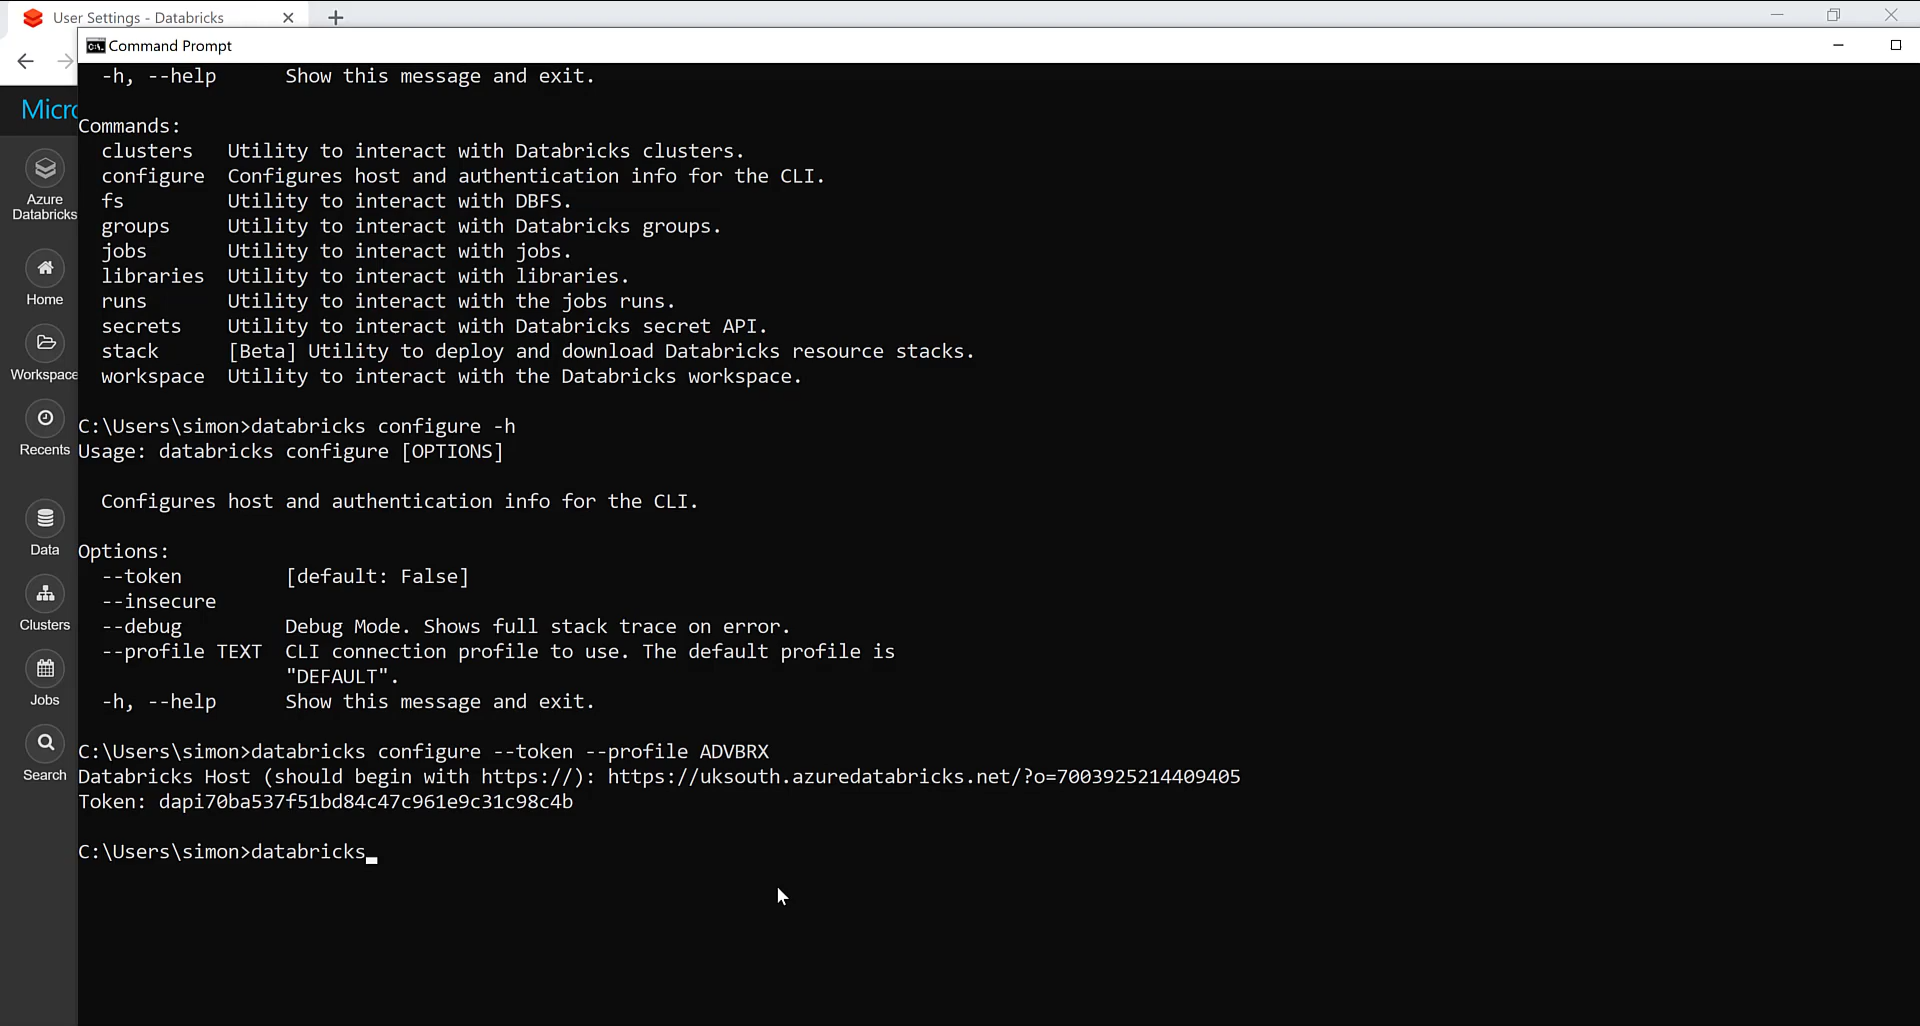 User Settings - Databricks
Command Prompt
-h, --help Show this message and exit.
Micro
Commands:
clusters Utility to interact with Databricks clusters.
configure Configures host and authentication info for the CLI.
fs Utility to interact with DBFS.
groups Utility to interact with Databricks groups.
jobs Utility to interact with jobs.
libraries Utility to interact with libraries.
runs Utility to interact with the jobs runs.
secrets Utility to interact with Databricks secret API.
stack [Beta] Utility to deploy and download Databricks resource stacks.
workspace Utility to interact with the Databricks workspace.
C:\Users\simon>databricks configure -h
Usage: databricks configure [OPTIONS]
Configures host and authentication info for the CLI.
Options:
--token [default: False]
--insecure
--debug Debug Mode. Shows full stack trace on error.
--profile TEXT CLI connection profile to use. The default profile is
"DEFAULT".
-h, --help Show this message and exit.
C:\Users\simon>databricks configure --token --profile ADVBRX
Databricks Host (should begin with https://): https://uksouth.azuredatabricks.net/?o=7003925214409405
Token: dapi70ba537f51bd84c47c961e9c31c98c4b
C:\Users\simon>databricks
Azure
Databricks
Home
Workspace
Recents
Data
Clusters
Jobs
Search